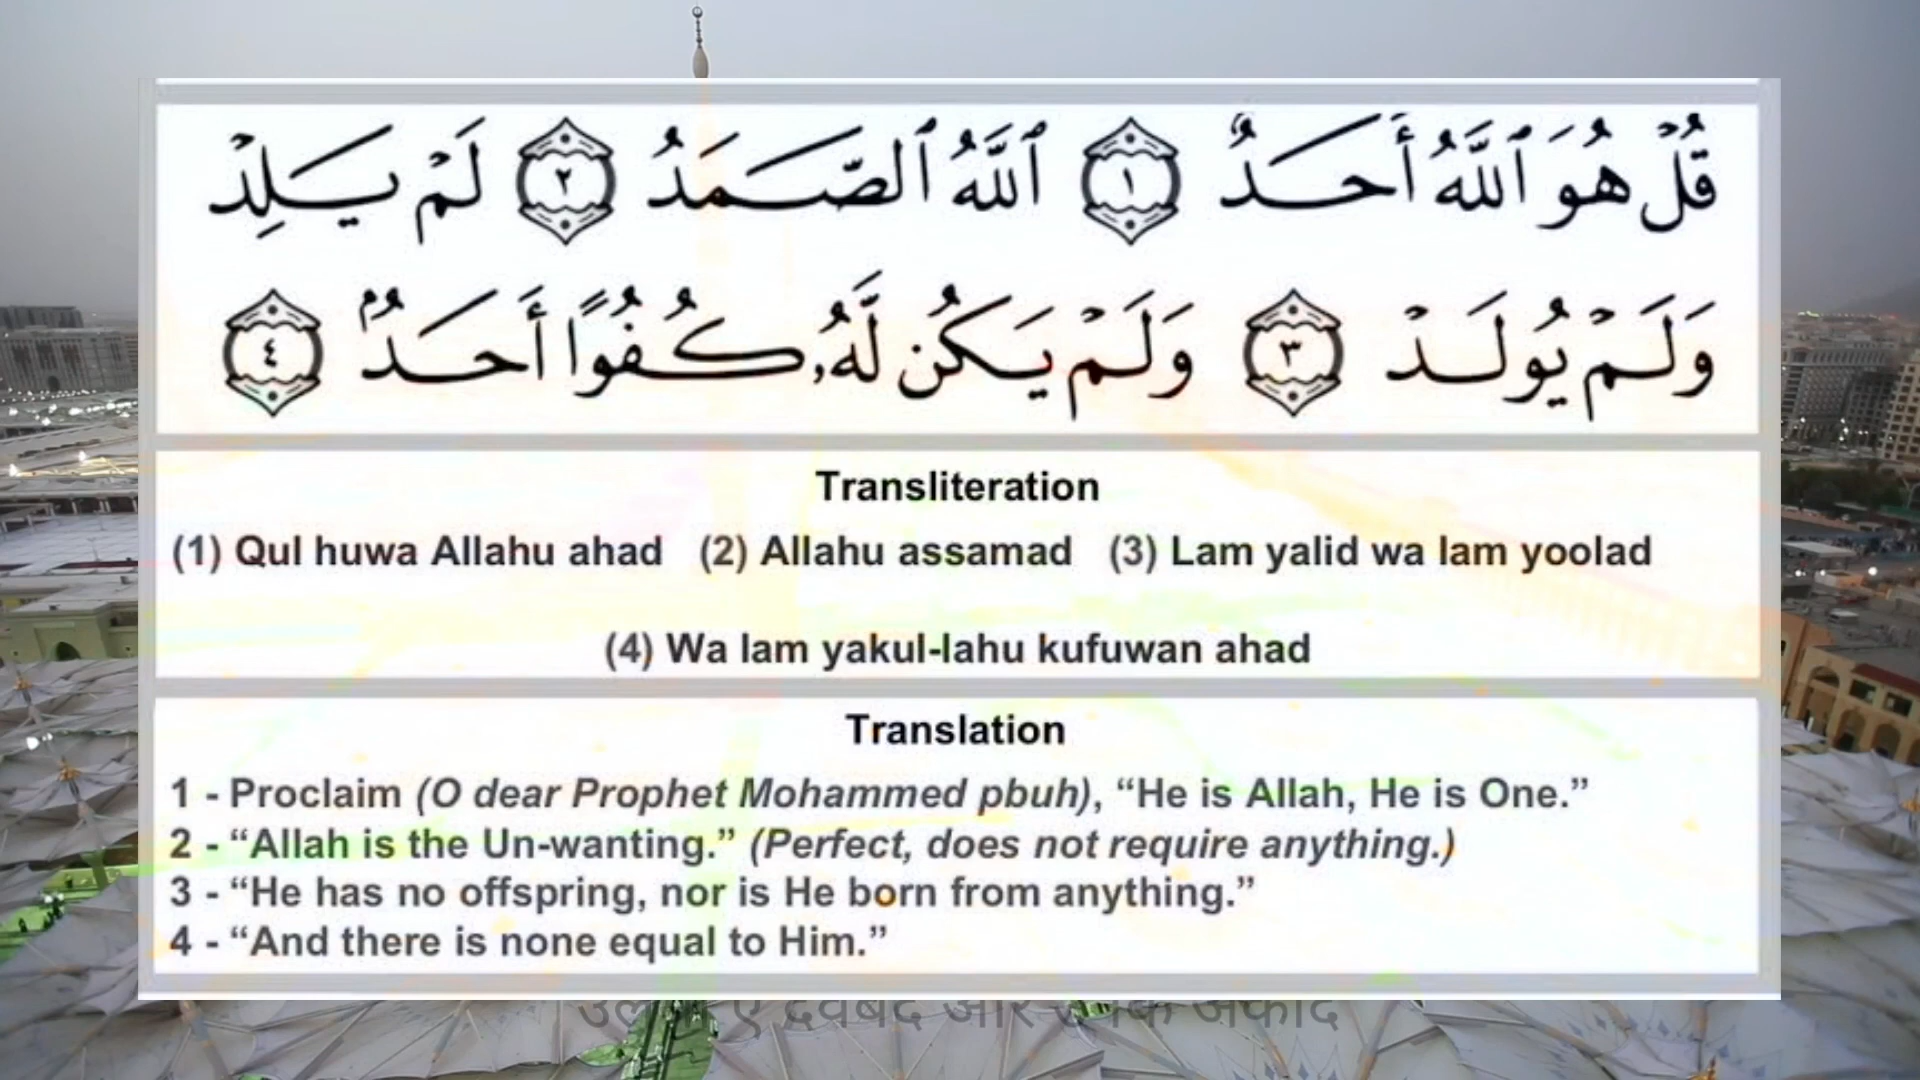 قُلْ هُوَ ٱللَّهُ أَحَدٌ ١ ٱللَّهُ ٱلصَّمَدُ ٢ لَمْ يَلِدْ
وَلَمْ يُولَدْ ٣ وَلَمْ يَكُن لَّهُۥ كُفُوًا أَحَدٌۢ ٤
Transliteration
(1) Qul huwa Allahu ahad (2) Allahu assamad (3) Lam yalid wa lam yoolad
(4) Wa lam yakul-lahu kufuwan ahad
Translation
1 - Proclaim (O dear Prophet Mohammed pbuh), “He is Allah, He is One.”
2 - “Allah is the Un-wanting.” (Perfect, does not require anything.)
3 - “He has no offspring, nor is He born from anything.”
4 - “And there is none equal to Him.”